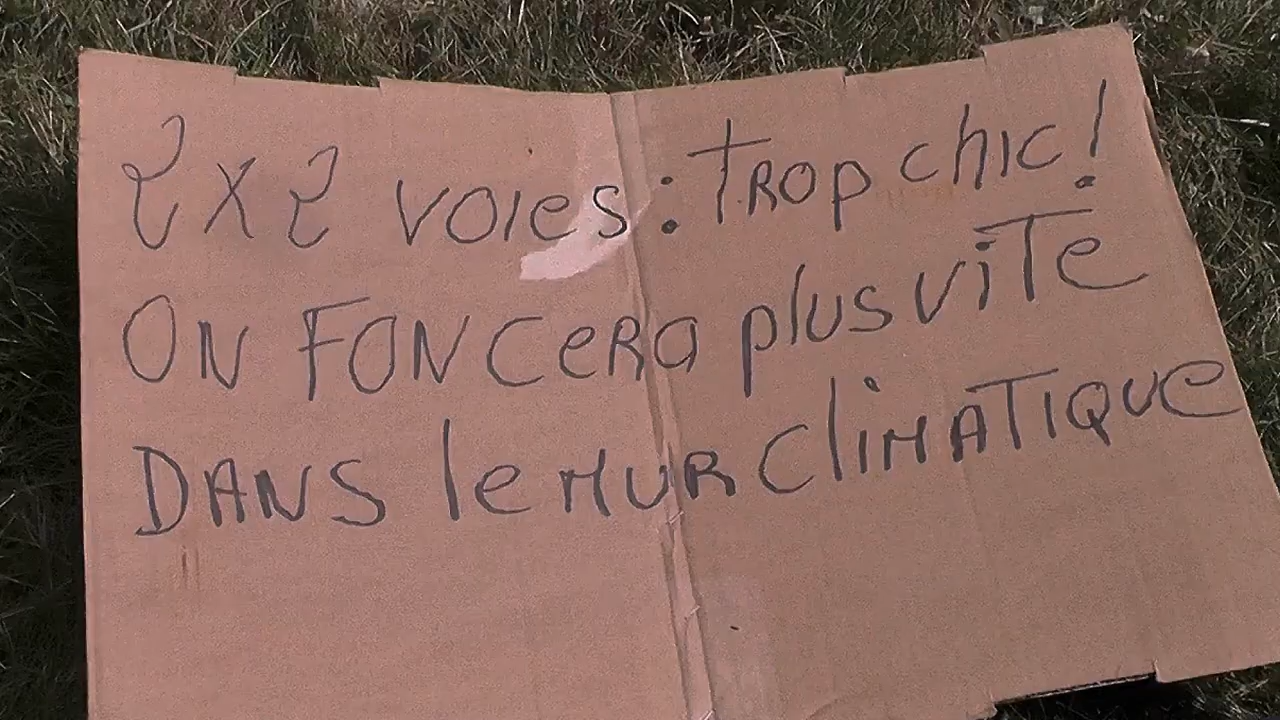 2x2 voies : trop chic !
ON FONCERA plus viTe
DANS le MUR CliMATIQUE